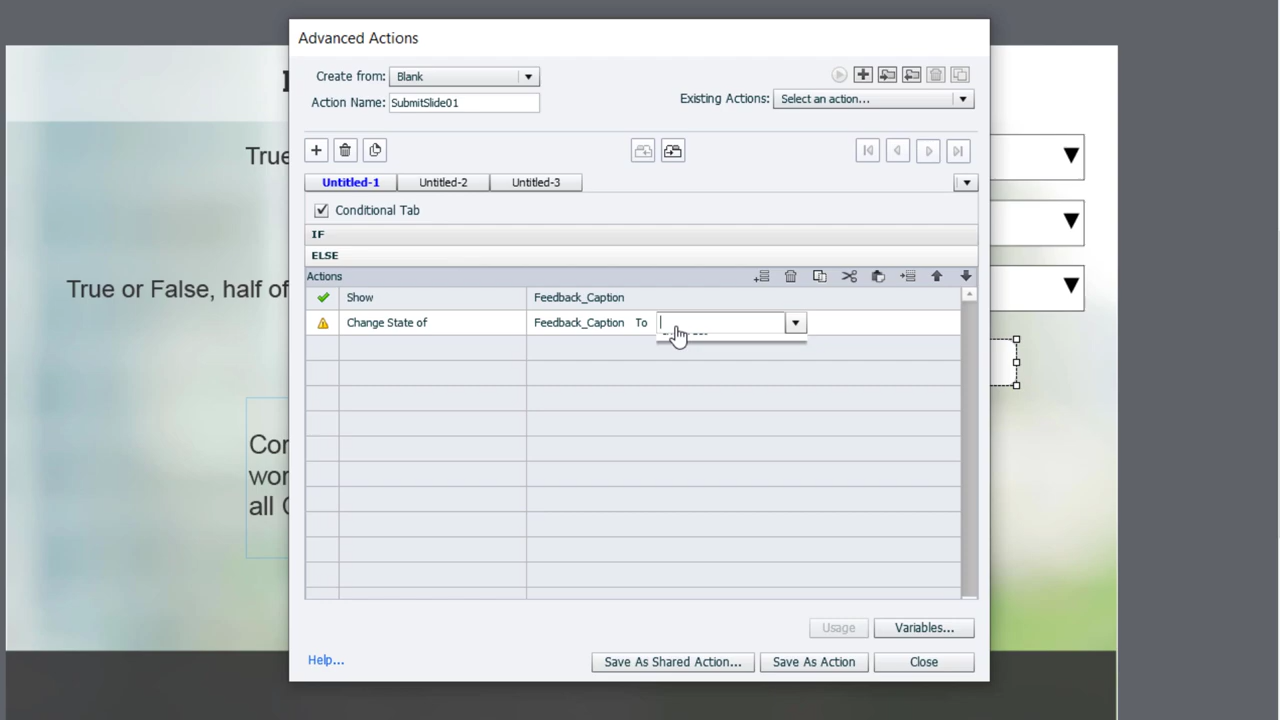 Advanced Actions
Create from: Blank
Action Name: SubmitSlide01
Existing Actions: Select an action...
Untitled-1 Untitled-2 Untitled-3
Conditional Tab
IF
ELSE
Actions
Show Feedback_Caption
Change State of Feedback_Caption To
True
True or False, half of
all
Usage Variables...
Help... Save As Shared Action... Save As Action Close